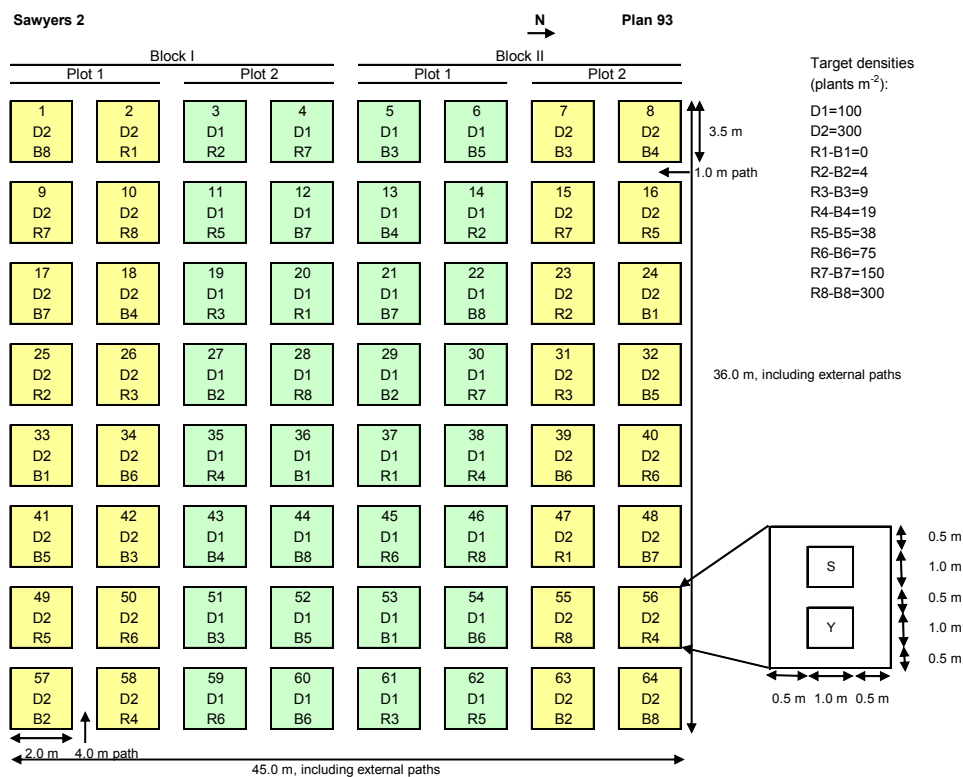 Sawyers 2 N Plan 93
Block I Block II
Plot 1 Plot 2 Plot 1 Plot 2
Target densities
(plants m-2):
D1=100
D2=300
R1-B1=0
R2-B2=4
R3-B3=9
R4-B4=19
R5-B5=38
R6-B6=75
R7-B7=150
R8-B8=300
1 2 3 4 5 6 7 8
D2 D2 D1 D1 D1 D1 D2 D2
B8 R1 R2 R7 B3 B5 B3 B4
3.5 m
1.0 m path
9 10 11 12 13 14 15 16
D2 D2 D1 D1 D1 D1 D2 D2
R7 R8 R5 B7 B4 R2 R7 R5
17 18 19 20 21 22 23 24
D2 D2 D1 D1 D1 D1 D2 D2
B7 B4 R3 R1 B7 B8 R2 B1
25 26 27 28 29 30 31 32
D2 D2 D1 D1 D1 D1 D2 D2
R2 R3 B2 R8 B2 R7 R3 B5
36.0 m, including external paths
33 34 35 36 37 38 39 40
D2 D2 D1 D1 D1 D1 D2 D2
B1 B6 R4 B1 R1 R4 B6 R6
41 42 43 44 45 46 47 48
D2 D2 D1 D1 D1 D1 D2 D2
B5 B3 B4 B8 R6 R8 R1 B7
49 50 51 52 53 54 55 56
D2 D2 D1 D1 D1 D1 D2 D2
R5 R6 B3 B5 B1 B6 R8 R4
57 58 59 60 61 62 63 64
D2 D2 D1 D1 D1 D1 D2 D2
B2 R4 R6 B6 R3 R5 B2 B8
0.5 m
S 1.0 m
0.5 m
Y 1.0 m
0.5 m
0.5 m 1.0 m 0.5 m
2.0 m 4.0 m path
45.0 m, including external paths